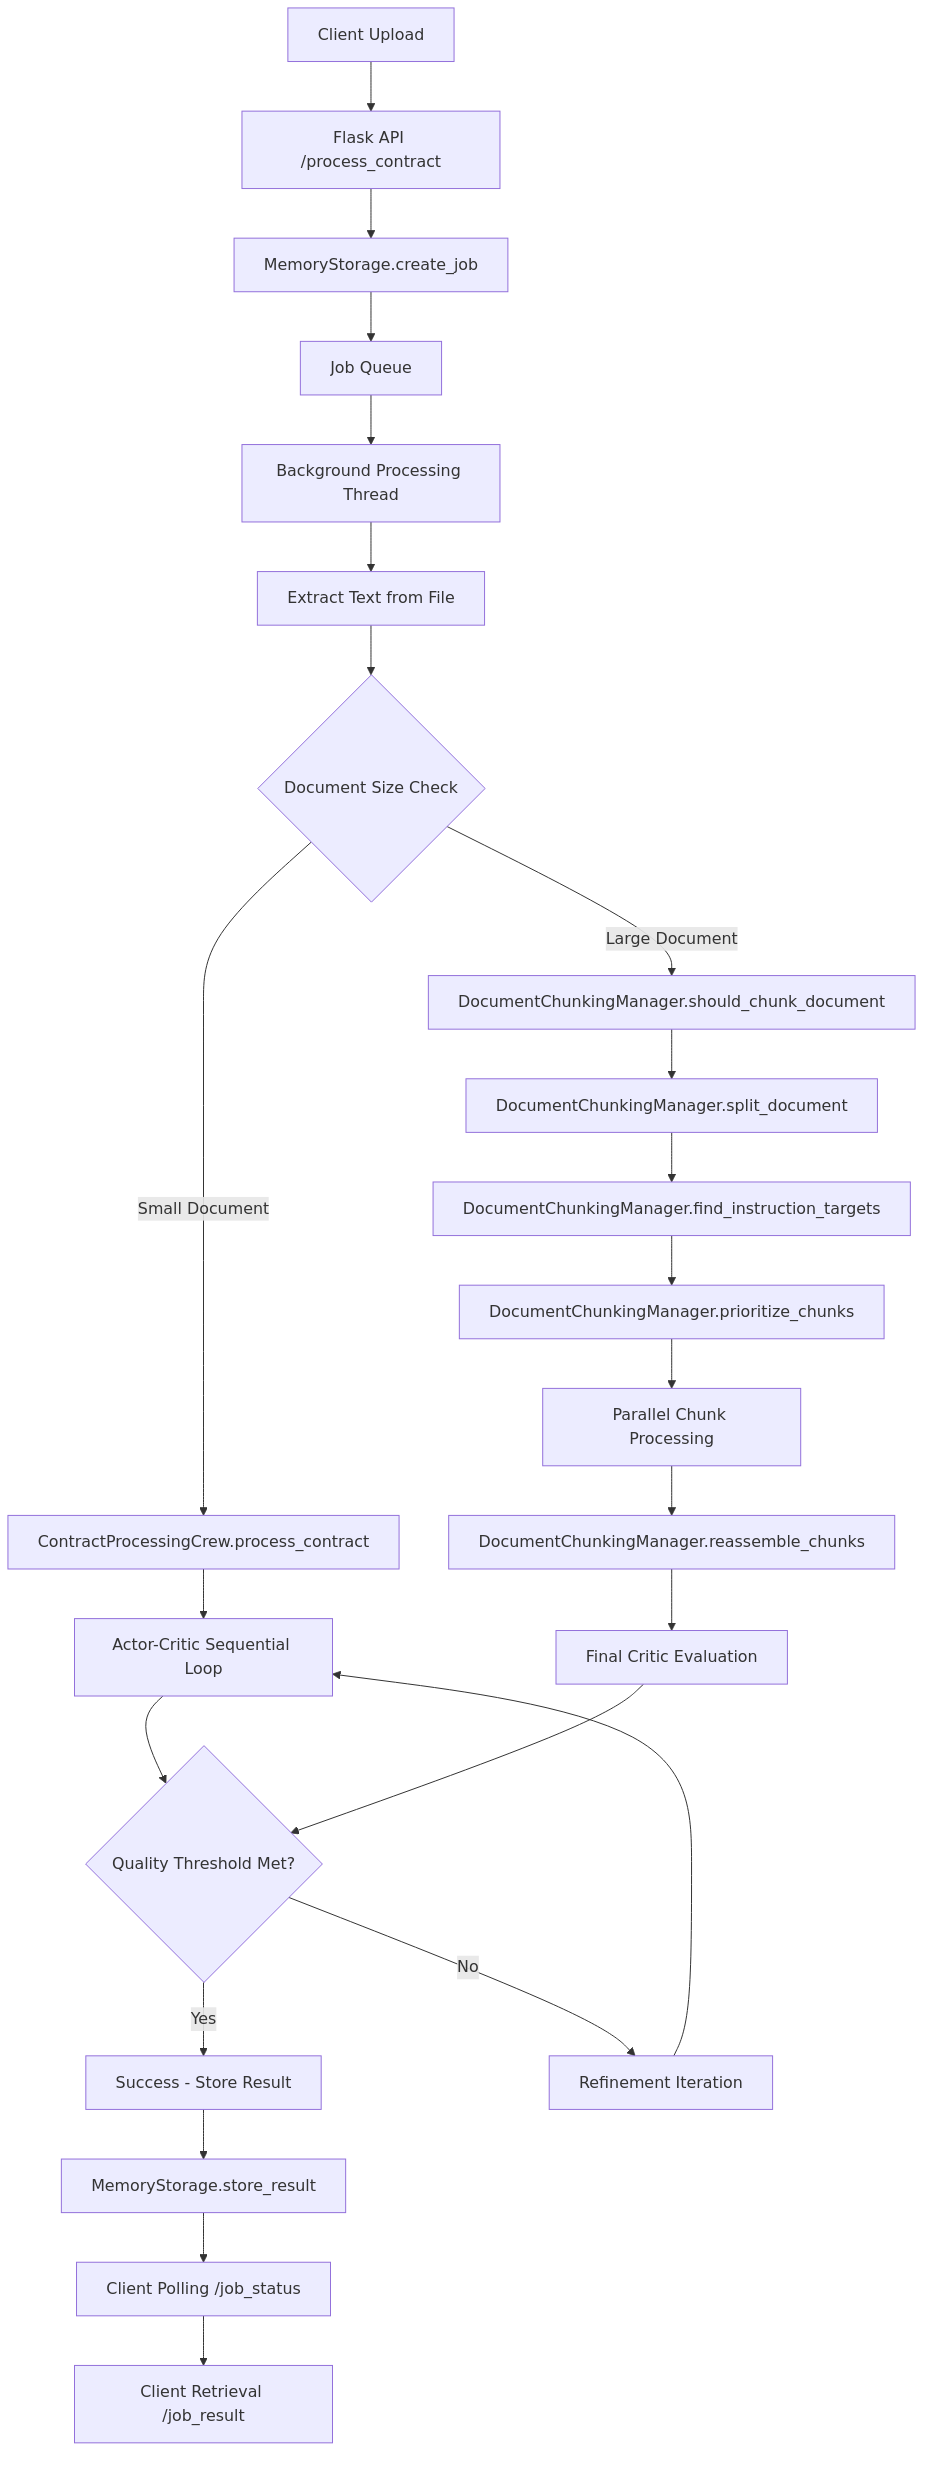 Client Upload
Flask API
/process_contract
MemoryStorage.create_job
Job Queue
Background Processing
Thread
Extract Text from File
Document Size Check
Large Document
DocumentChunkingManager.should_chunk_document
DocumentChunkingManager.split_document
DocumentChunkingManager.find_instruction_targets
DocumentChunkingManager.prioritize_chunks
Parallel Chunk
Processing
DocumentChunkingManager.reassemble_chunks
Final Critic Evaluation
Small Document
ContractProcessingCrew.process_contract
Actor-Critic Sequential
Loop
Quality Threshold Met?
No
Refinement Iteration
Yes
Success - Store Result
MemoryStorage.store_result
Client Polling /job_status
Client Retrieval
/job_result